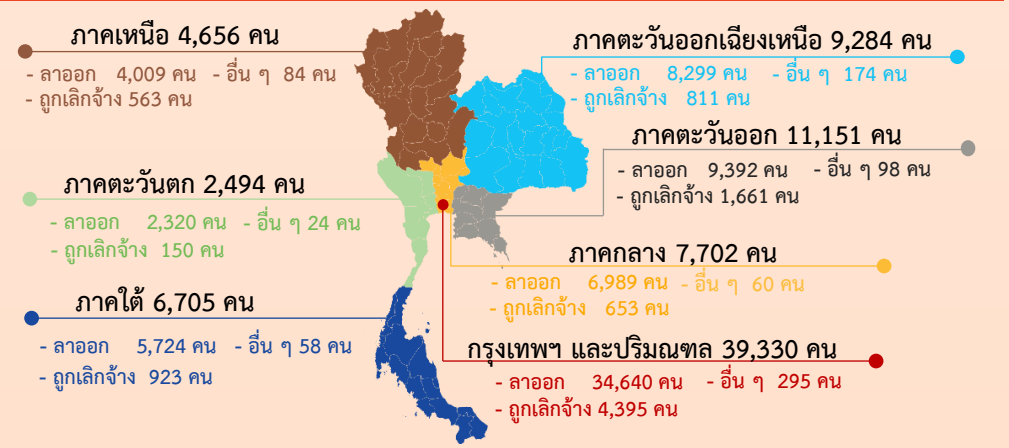 ภาคเหนือ 4,656 คน
- ลาออก 4,009 คน - อื่น ๆ 84 คน
- ถูกเลิกจ้าง 563 คน
ภาคตะวันออกเฉียงเหนือ 9,284 คน
- ลาออก 8,299 คน - อื่น ๆ 174 คน
- ถูกเลิกจ้าง 811 คน
ภาคตะวันออก 11,151 คน
- ลาออก 9,392 คน - อื่น ๆ 98 คน
- ถูกเลิกจ้าง 1,661 คน
ภาคตะวันตก 2,494 คน
- ลาออก 2,320 คน - อื่น ๆ 24 คน
- ถูกเลิกจ้าง 150 คน
ภาคกลาง 7,702 คน
- ลาออก 6,989 คน - อื่น ๆ 60 คน
- ถูกเลิกจ้าง 653 คน
ภาคใต้ 6,705 คน
- ลาออก 5,724 คน - อื่น ๆ 58 คน
- ถูกเลิกจ้าง 923 คน
กรุงเทพฯ และปริมณฑล 39,330 คน
- ลาออก 34,640 คน - อื่น ๆ 295 คน
- ถูกเลิกจ้าง 4,395 คน